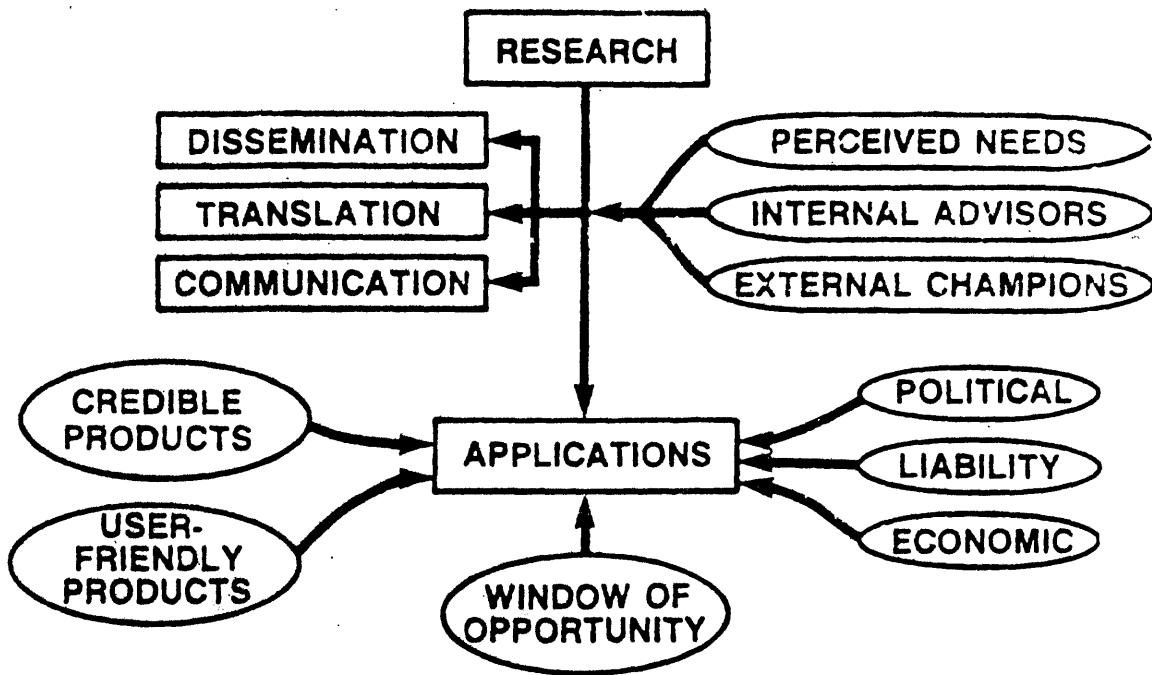 RESEARCH
DISSEMINATION
TRANSLATION
COMMUNICATION
PERCEIVED NEEDS
INTERNAL ADVISORS
EXTERNAL CHAMPIONS
CREDIBLE
PRODUCTS
USER-
FRIENDLY
PRODUCTS
APPLICATIONS
WINDOW OF
OPPORTUNITY
POLITICAL
LIABILITY
ECONOMIC